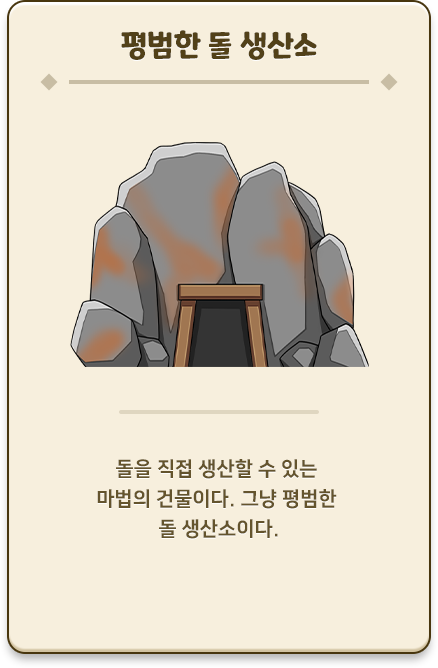 평범한 돌 생산소
돌을 직접 생산할 수 있는
마법의 건물이다. 그냥 평범한
돌 생산소이다.